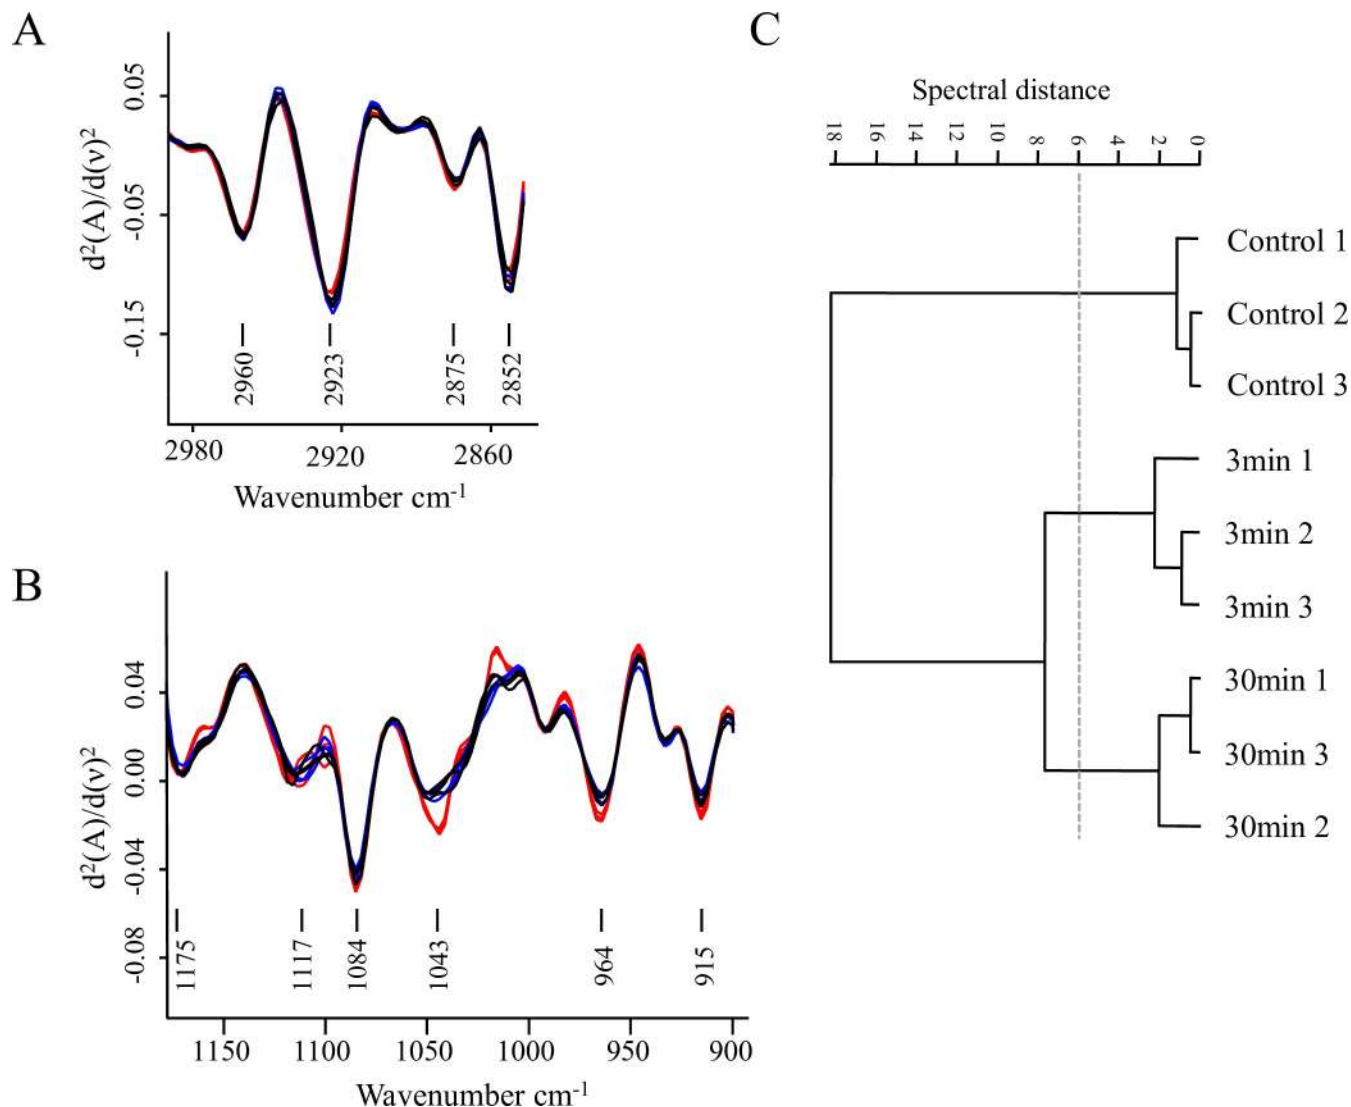 A
0.05
-0.05
-0.15
d²(A)/d(ν)²
2960
2923
2875
2852
2980
2920
2860
Wavenumber cm⁻¹
B
0.04
0.00
-0.04
-0.08
d²(A)/d(ν)²
1175
1117
1084
1043
964
915
1150
1100
1050
1000
950
900
Wavenumber cm⁻¹
C
Spectral distance
18
16
14
12
10
8
6
4
2
0
Control 1
Control 2
Control 3
3min 1
3min 2
3min 3
30min 1
30min 3
30min 2